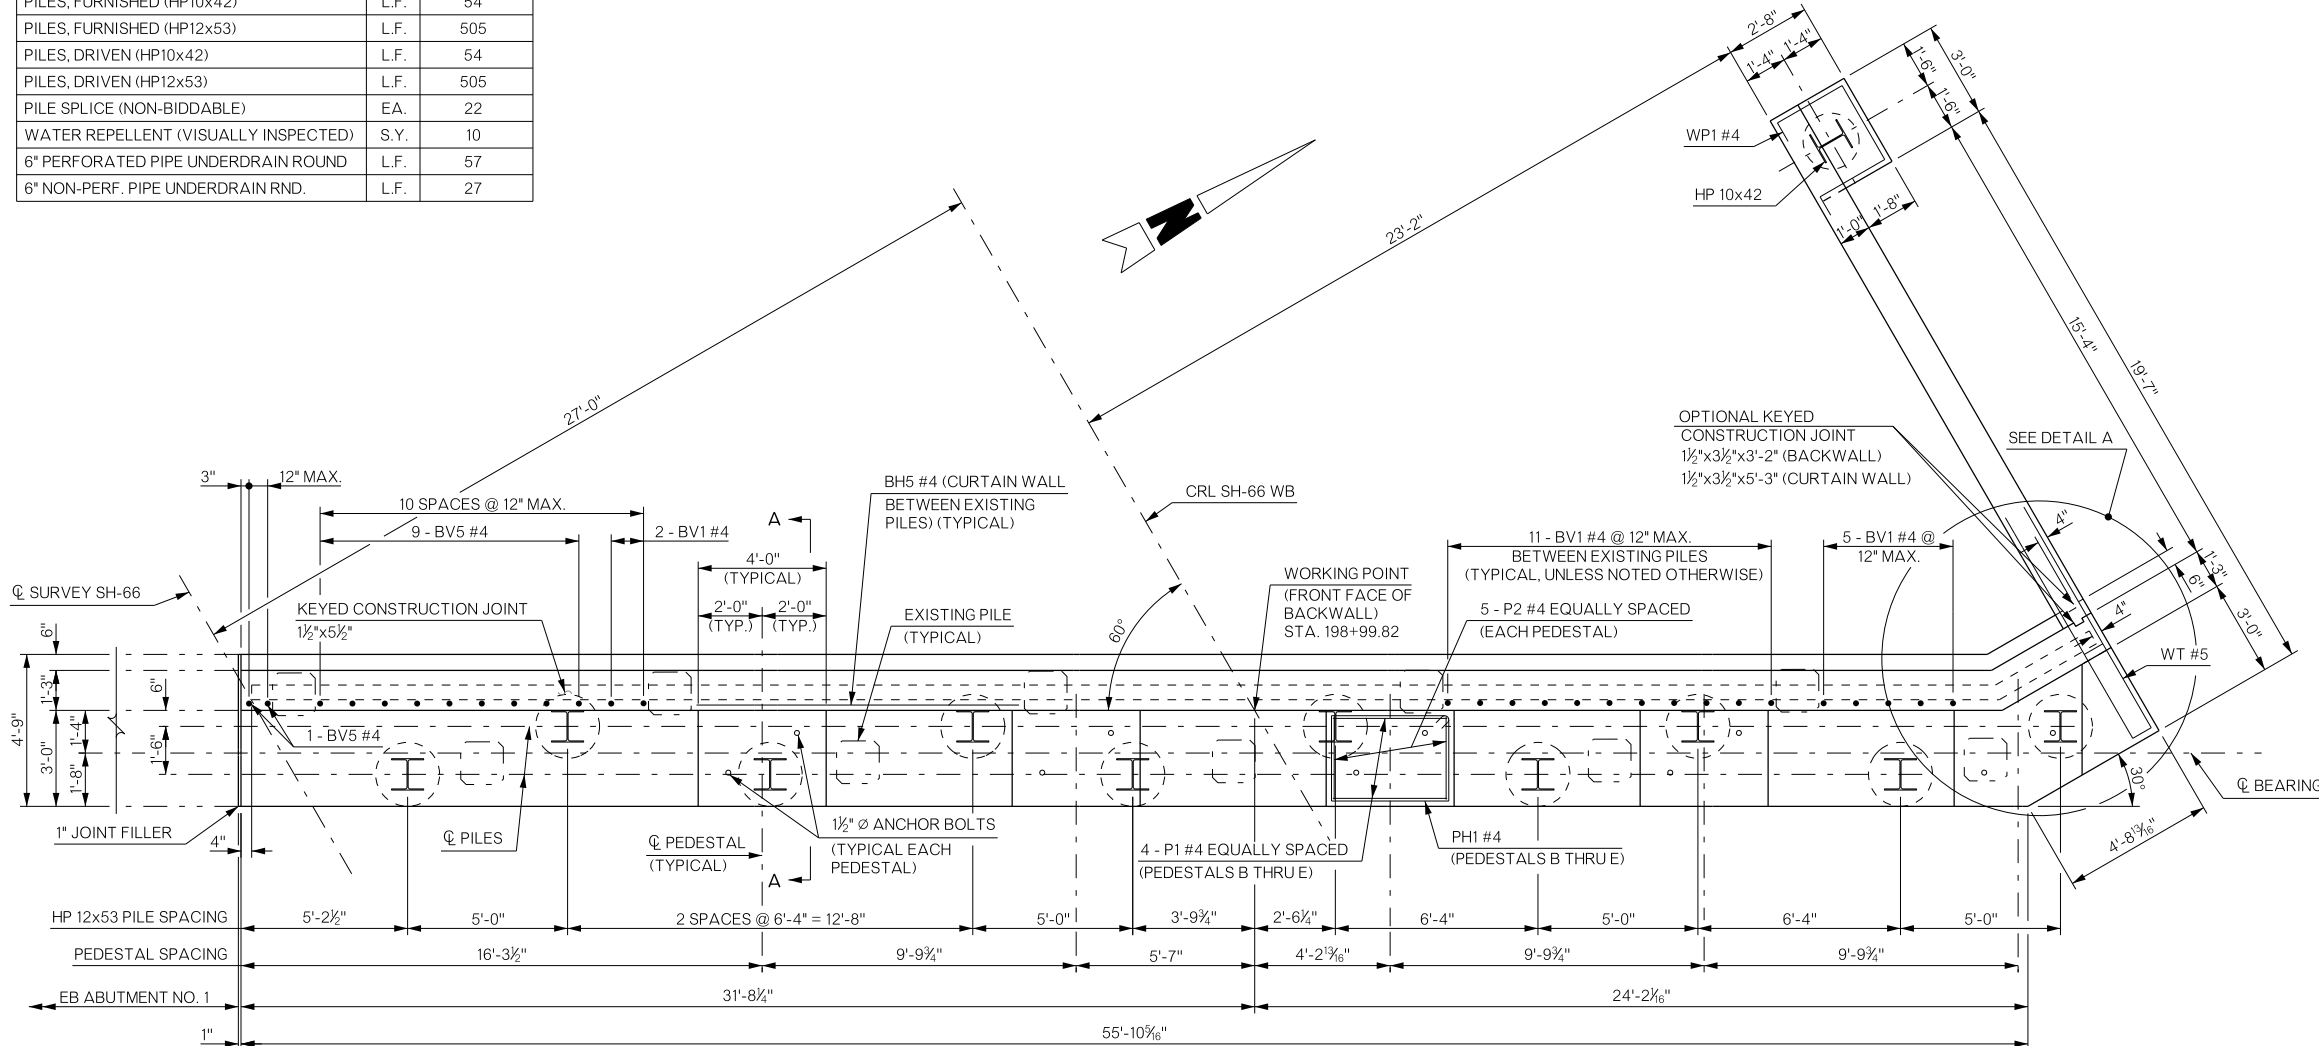 PILES, FURNISHED (HP10x42) L.F. 54
PILES, FURNISHED (HP12x53) L.F. 505
PILES, DRIVEN (HP10x42) L.F. 54
PILES, DRIVEN (HP12x53) L.F. 505
PILE SPLICE (NON-BIDDABLE) EA. 22
WATER REPELLENT (VISUALLY INSPECTED) S.Y. 10
6" PERFORATED PIPE UNDERDRAIN ROUND L.F. 57
6" NON-PERF. PIPE UNDERDRAIN RND. L.F. 27
2'-8"
1'-4"
1'-4"
1'-6"
3'-0"
1'-6"
WP1 #4
HP 10x42
1'-0"
1'-8"
N
23'-2"
27'-0"
15'-4"
19'-7"
OPTIONAL KEYED
CONSTRUCTION JOINT
1½"x3½"x3'-2" (BACKWALL)
1½"x3½"x5'-3" (CURTAIN WALL)
SEE DETAIL A
3"
12" MAX.
10 SPACES @ 12" MAX.
9 - BV5 #4
2 - BV1 #4
BH5 #4 (CURTAIN WALL
BETWEEN EXISTING
PILES) (TYPICAL)
A
CRL SH-66 WB
4'-0"
(TYPICAL)
2'-0"
(TYP.)
2'-0"
(TYP.)
11 - BV1 #4 @ 12" MAX.
BETWEEN EXISTING PILES
(TYPICAL, UNLESS NOTED OTHERWISE)
5 - BV1 #4 @
12" MAX.
4"
1'-3"
6"
4"
3'-0"
℄ SURVEY SH-66
KEYED CONSTRUCTION JOINT
1½"x5½"
EXISTING PILE
(TYPICAL)
60°
WORKING POINT
(FRONT FACE OF
BACKWALL)
STA. 198+99.82
5 - P2 #4 EQUALLY SPACED
(EACH PEDESTAL)
WT #5
6"
1'-3"
4'-9"
3'-0"
6"
1'-4"
1'-8"
1'-6"
1 - BV5 #4
30°
℄ BEARING
1" JOINT FILLER
4"
℄ PILES
℄ PEDESTAL
(TYPICAL)
A
1½" Ø ANCHOR BOLTS
(TYPICAL EACH
PEDESTAL)
4 - P1 #4 EQUALLY SPACED
(PEDESTALS B THRU E)
PH1 #4
(PEDESTALS B THRU E)
4'-8 13/16"
HP 12x53 PILE SPACING 5'-2½" 5'-0" 2 SPACES @ 6'-4" = 12'-8" 5'-0" 3'-9¾" 2'-6¼" 6'-4" 5'-0" 6'-4" 5'-0"
PEDESTAL SPACING 16'-3½" 9'-9¾" 5'-7" 4'-2 13/16" 9'-9¾" 9'-9¾"
EB ABUTMENT NO. 1 31'-8¼" 24'-2 1/16"
1" 55'-10 5/16"